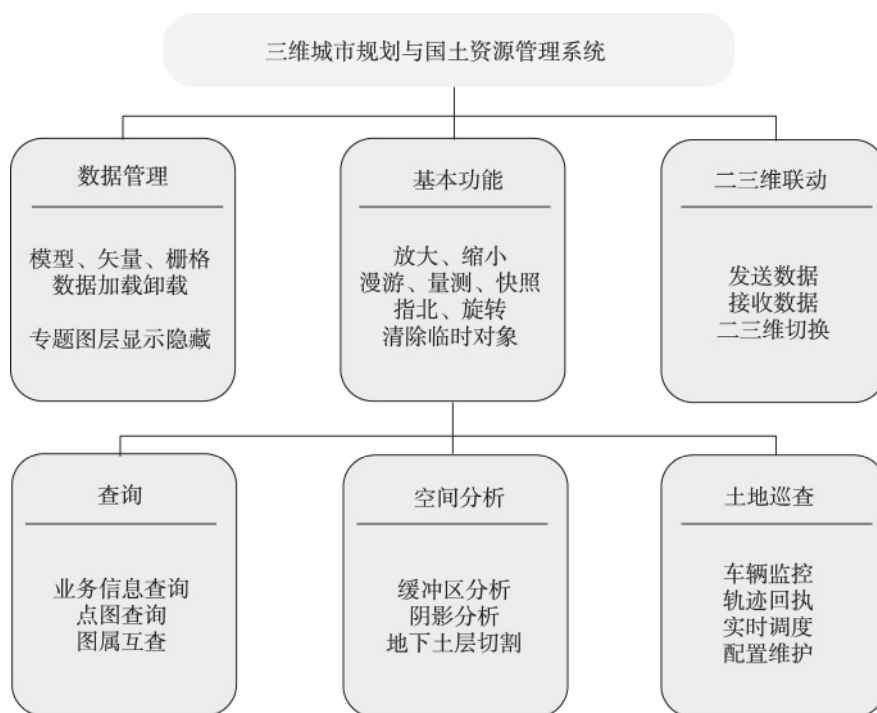 三维城市规划与国土资源管理系统
数据管理
模型、矢量、栅格
数据加载卸载
专题图层显示隐藏
基本功能
放大、缩小
漫游、量测、快照
指北、旋转
清除临时对象
二三维联动
发送数据
接收数据
二三维切换
查询
业务信息查询
点图查询
图属互查
空间分析
缓冲区分析
阴影分析
地下土层切割
土地巡查
车辆监控
轨迹回执
实时调度
配置维护